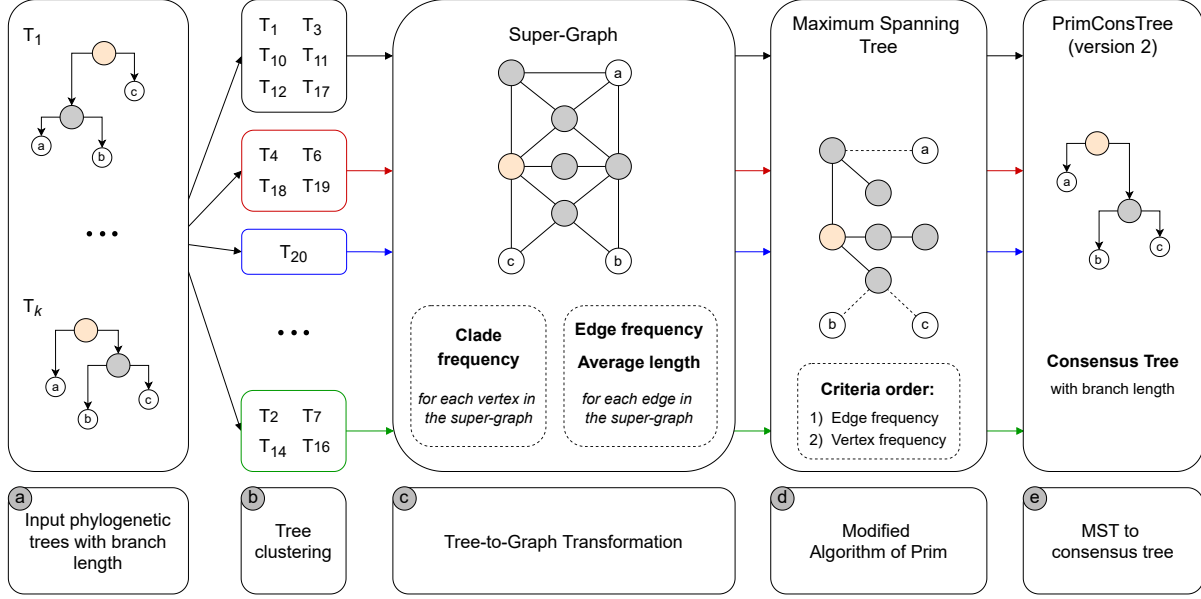 T1
c
a
b
...
Tk
a
b
c
T1 T3
T10 T11
T12 T17
T4 T6
T18 T19
T20
...
T2 T7
T14 T16
Super-Graph
a
c
b
Clade
frequency
for each vertex in
the super-graph
Edge frequency
Average length
for each edge in
the super-graph
Maximum Spanning
Tree
a
b
c
Criteria order:
1) Edge frequency
2) Vertex frequency
PrimConsTree
(version 2)
a
b
c
Consensus Tree
with branch length
a
Input phylogenetic
trees with branch
length
b
Tree
clustering
c
Tree-to-Graph Transformation
d
Modified
Algorithm of Prim
e
MST to
consensus tree